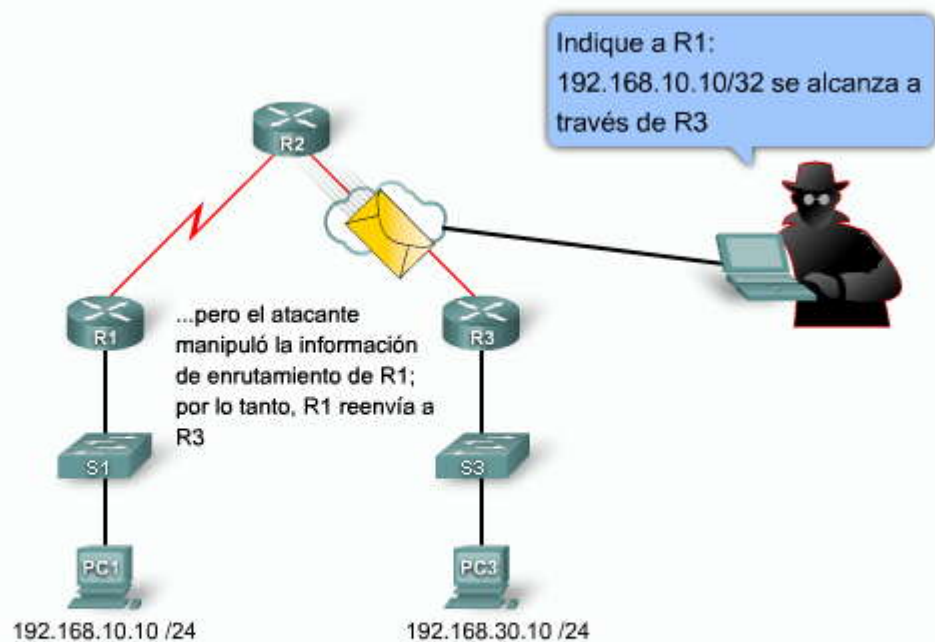 Indique a R1:
192.168.10.10/32 se alcanza a
través de R3
R2
R1
...pero el atacante
manipuló la información
de enrutamiento de R1;
por lo tanto, R1 reenvía a
R3
R3
S1
S3
PC1
PC3
192.168.10.10 /24
192.168.30.10 /24